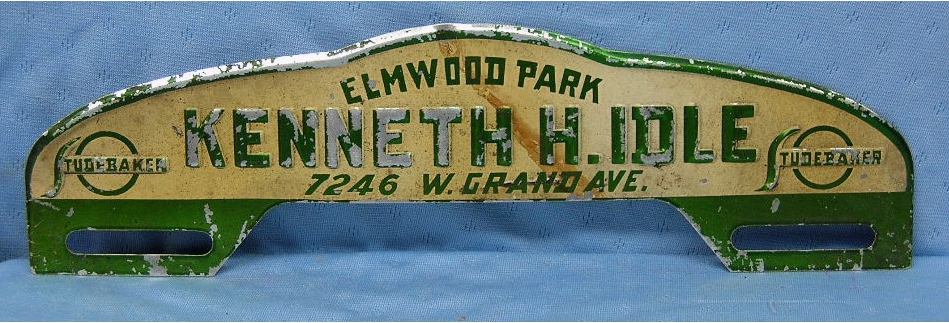 ELMWOOD PARK
KENNETH H. IDLE
STUDEBAKER
STUDEBAKER
7246 W. GRAND AVE.